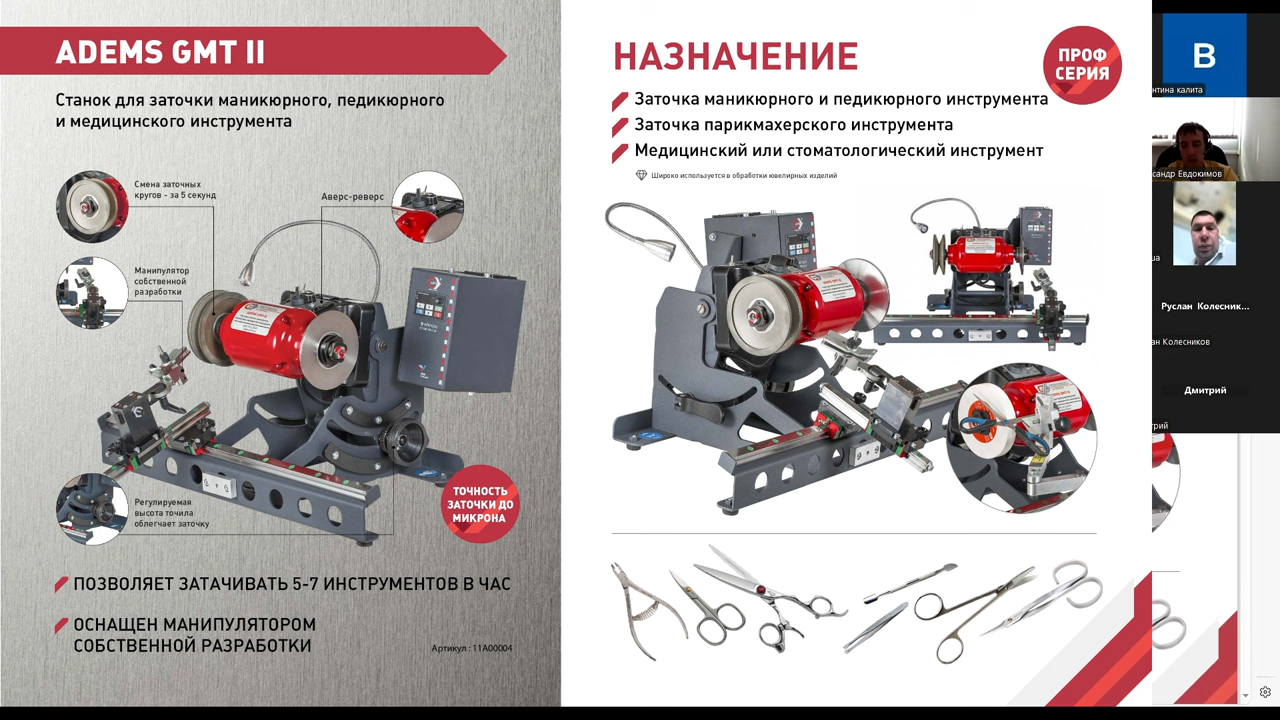 ADEMS GMT II
Станок для заточки маникюрного, педикюрного
и медицинского инструмента
Смена заточных
кругов - за 5 секунд
Аверс-реверс
Манипулятор
собственной
разработки
Регулируемая
высота точила
облегчает заточку
ТОЧНОСТЬ
ЗАТОЧКИ ДО
МИКРОНА
ПОЗВОЛЯЕТ ЗАТАЧИВАТЬ 5-7 ИНСТРУМЕНТОВ В ЧАС
ОСНАЩЕН МАНИПУЛЯТОРОМ
СОБСТВЕННОЙ РАЗРАБОТКИ
Артикул : 11A00004
НАЗНАЧЕНИЕ
ПРОФ
СЕРИЯ
Заточка маникюрного и педикюрного инструмента
Заточка парикмахерского инструмента
Медицинский или стоматологический инструмент
Широко используется в обработки ювелирных изделий
В
нтина калита
сандр Евдокимов
ша
Руслан Колесник...
ан Колесников
Дмитрий
трий